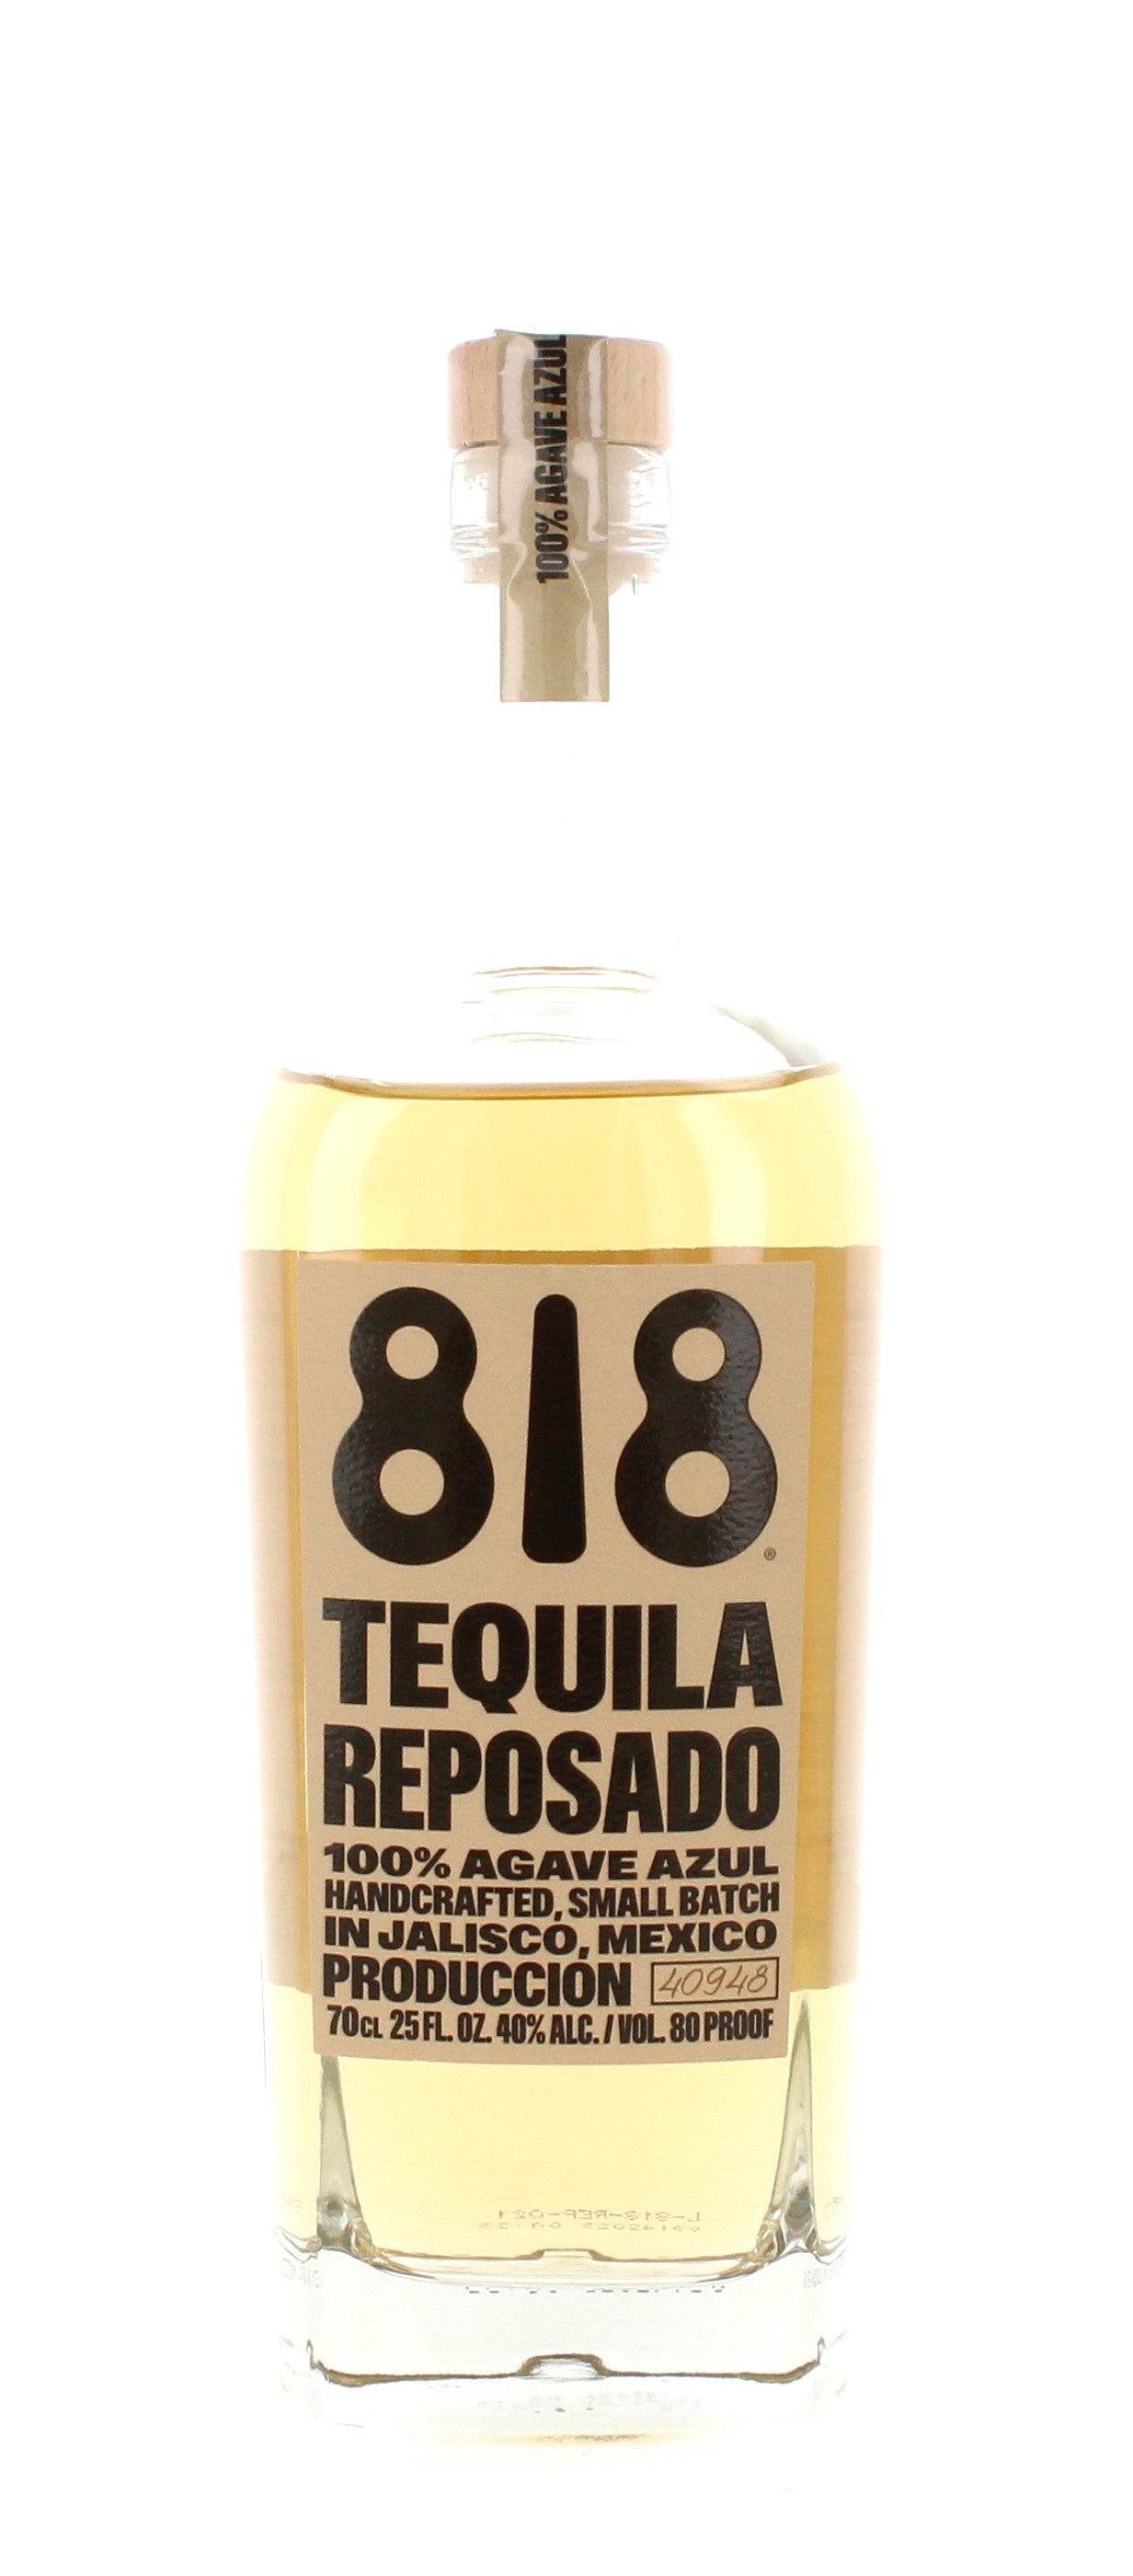 100% AGAVE AZUL
818®
TEQUILA
REPOSADO
100% AGAVE AZUL
HANDCRAFTED, SMALL BATCH
IN JALISCO, MEXICO
PRODUCCIÓN 40948
70CL 25 FL. OZ. 40% ALC. / VOL. 80 PROOF